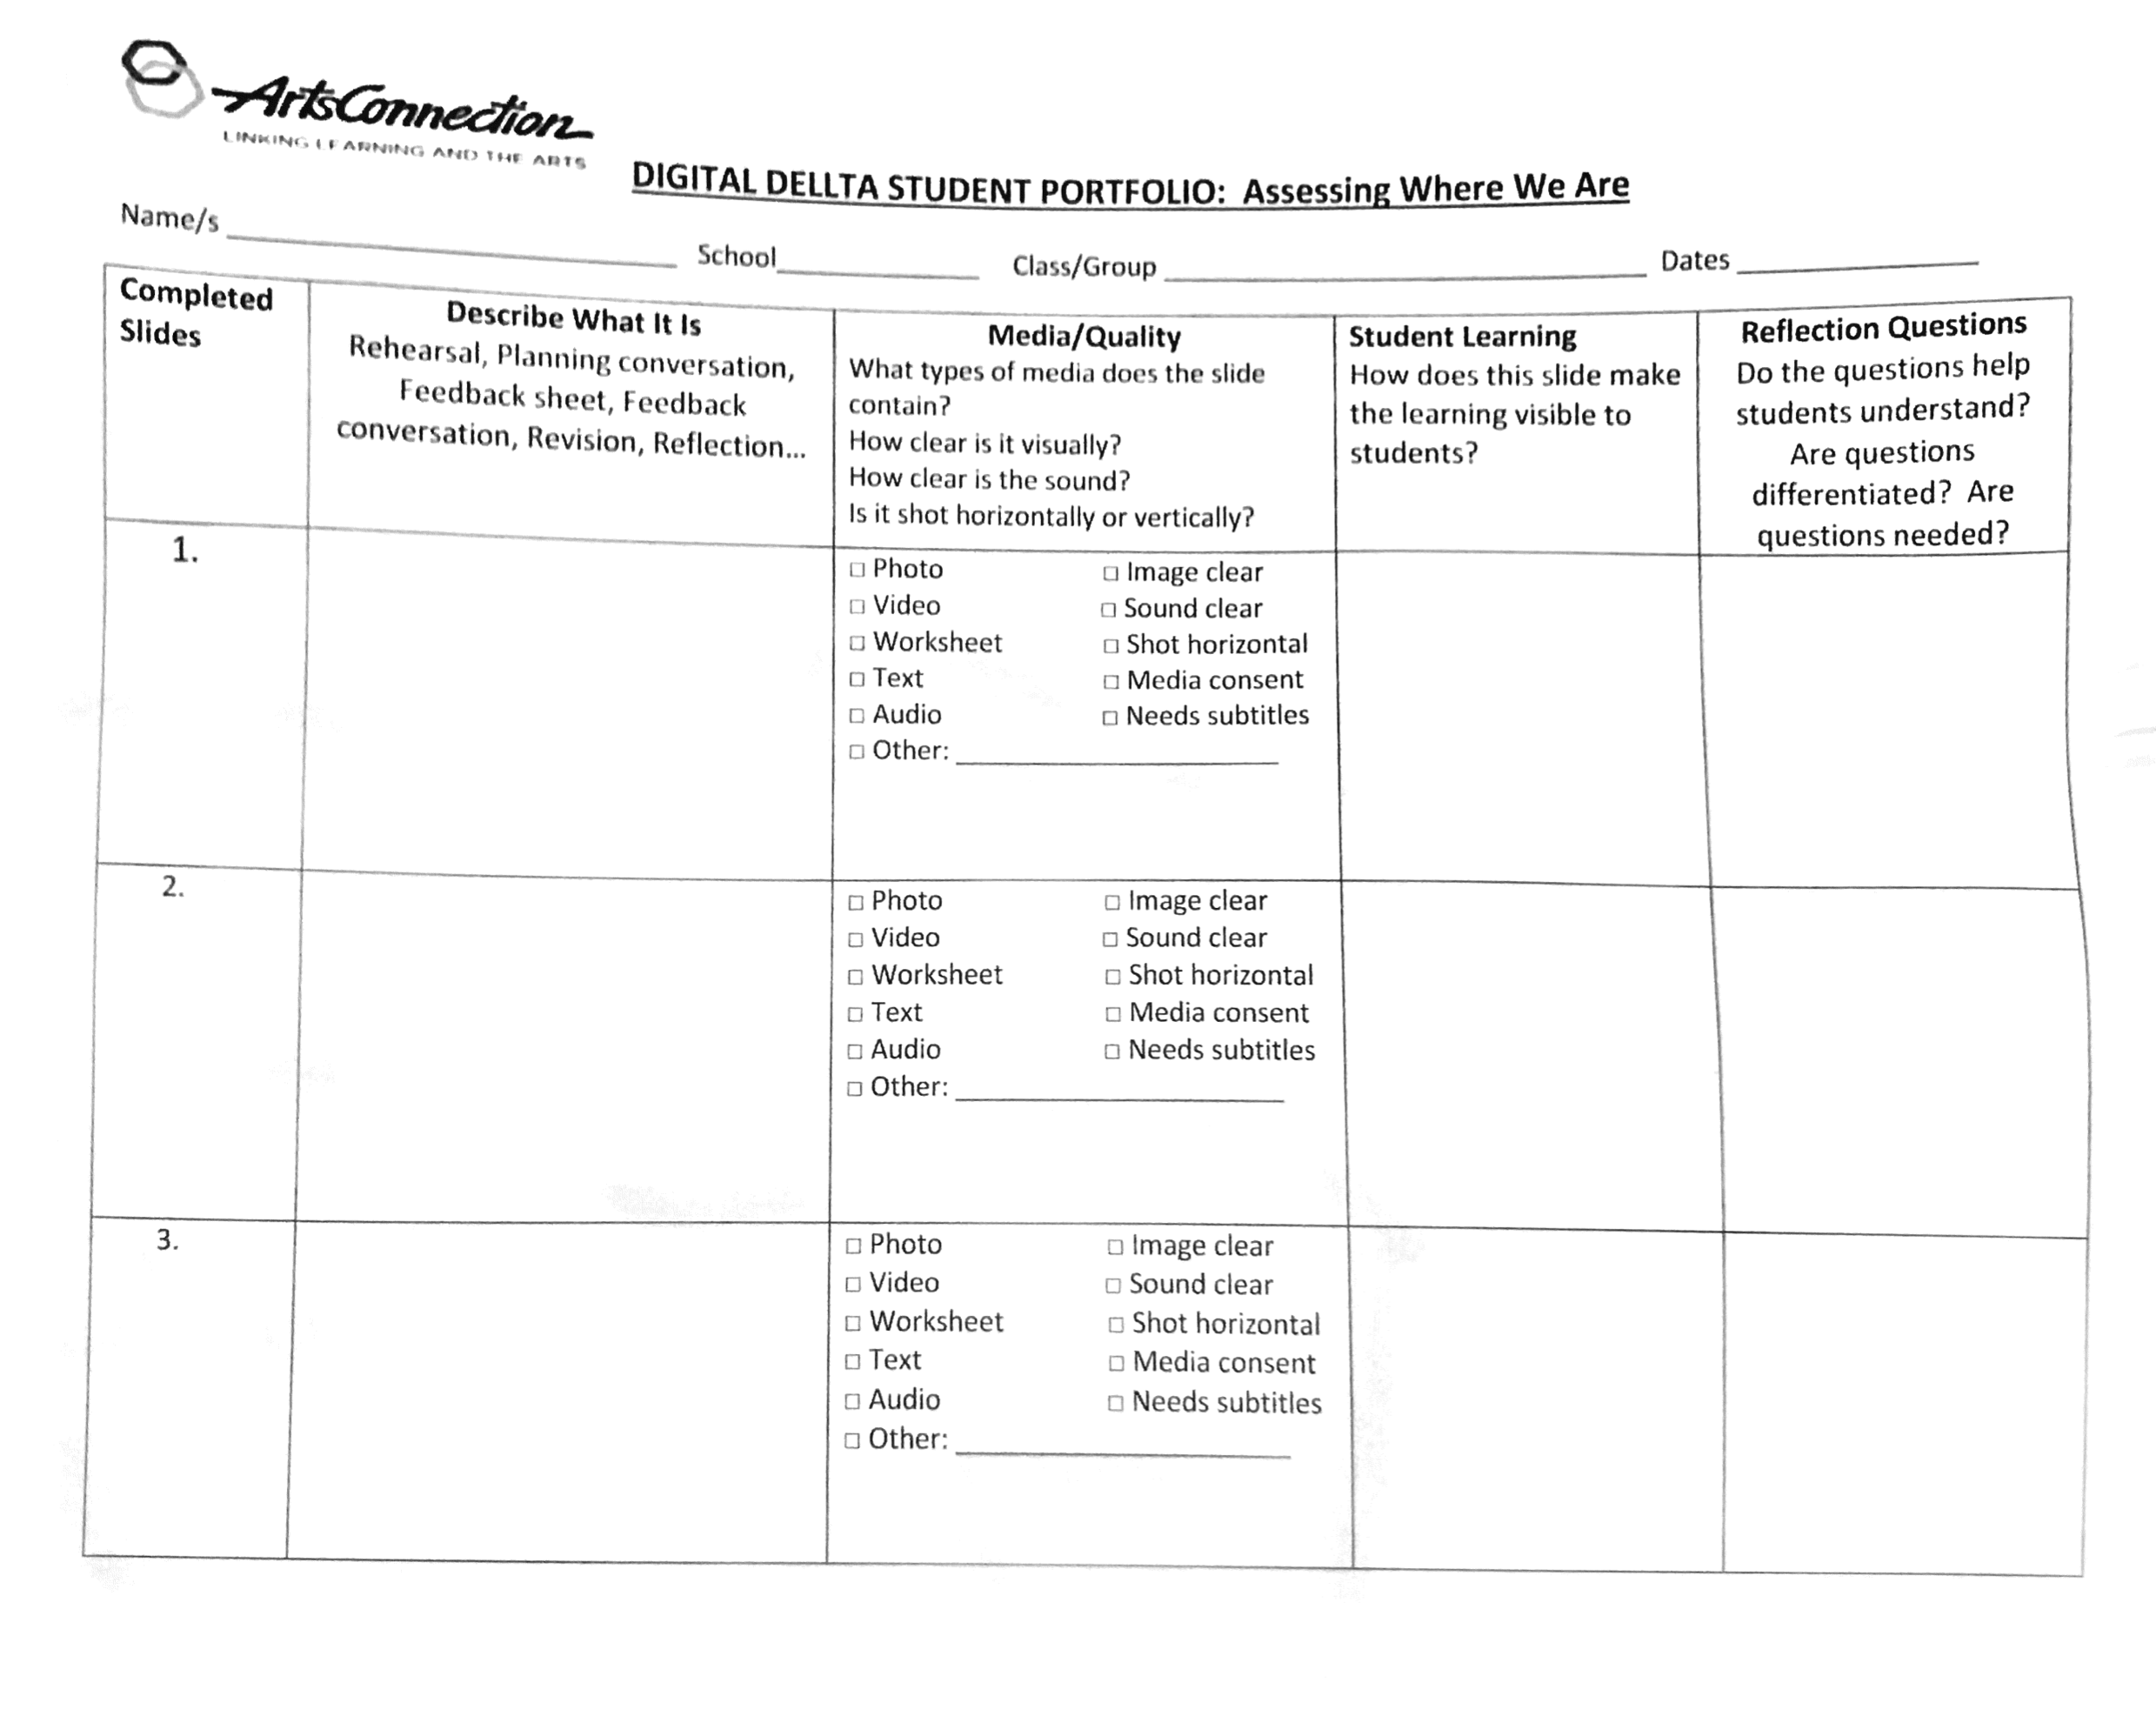 ArtsConnection
LINKING LEARNING AND THE ARTS
DIGITAL DELLTA STUDENT PORTFOLIO: Assessing Where We Are
Name/s ____ School____ Class/Group ____ Dates ____
Completed
Slides
Describe What It Is
Rehearsal, Planning conversation,
Feedback sheet, Feedback
conversation, Revision, Reflection...
Media/Quality
What types of media does the slide
contain?
How clear is it visually?
How clear is the sound?
Is it shot horizontally or vertically?
Student Learning
How does this slide make
the learning visible to
students?
Reflection Questions
Do the questions help
students understand?
Are questions
differentiated? Are
questions needed?
1.
□ Photo □ Image clear
□ Video □ Sound clear
□ Worksheet □ Shot horizontal
□ Text □ Media consent
□ Audio □ Needs subtitles
□ Other: ____
2.
□ Photo □ Image clear
□ Video □ Sound clear
□ Worksheet □ Shot horizontal
□ Text □ Media consent
□ Audio □ Needs subtitles
□ Other: ____
3.
□ Photo □ Image clear
□ Video □ Sound clear
□ Worksheet □ Shot horizontal
□ Text □ Media consent
□ Audio □ Needs subtitles
□ Other: ____